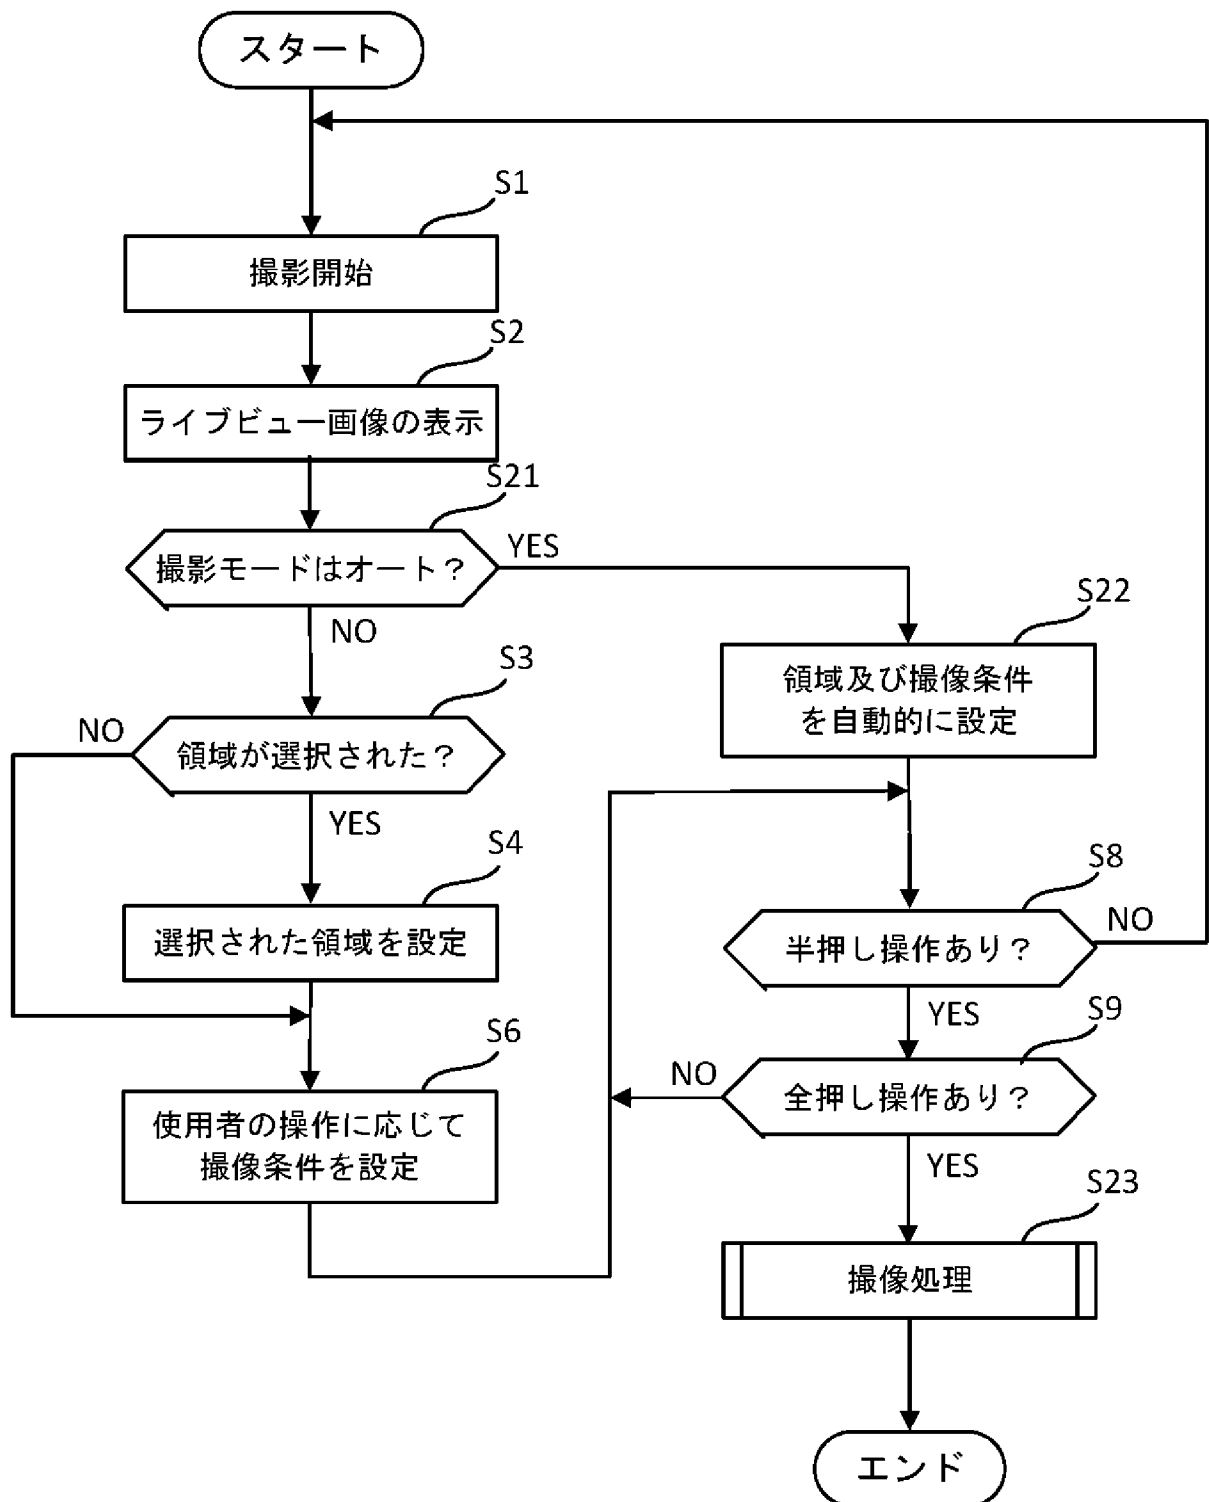 スタート
S1
撮影開始
S2
ライブビュー画像の表示
S21
撮影モードはオート？
YES
NO
S22
領域及び撮像条件
を自動的に設定
S3
NO
領域が選択された？
YES
S4
選択された領域を設定
S6
使用者の操作に応じて
撮像条件を設定
S8
半押し操作あり？
NO
YES
S9
NO
全押し操作あり？
YES
S23
撮像処理
エンド